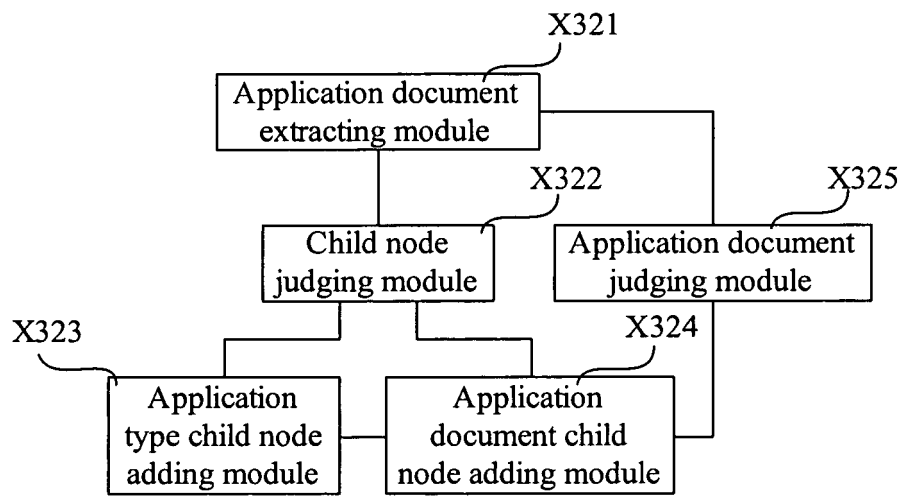 X321
Application document
extracting module
X322
Child node
judging module
X325
Application document
judging module
X323
Application
type child node
adding module
X324
Application
document child
node adding module